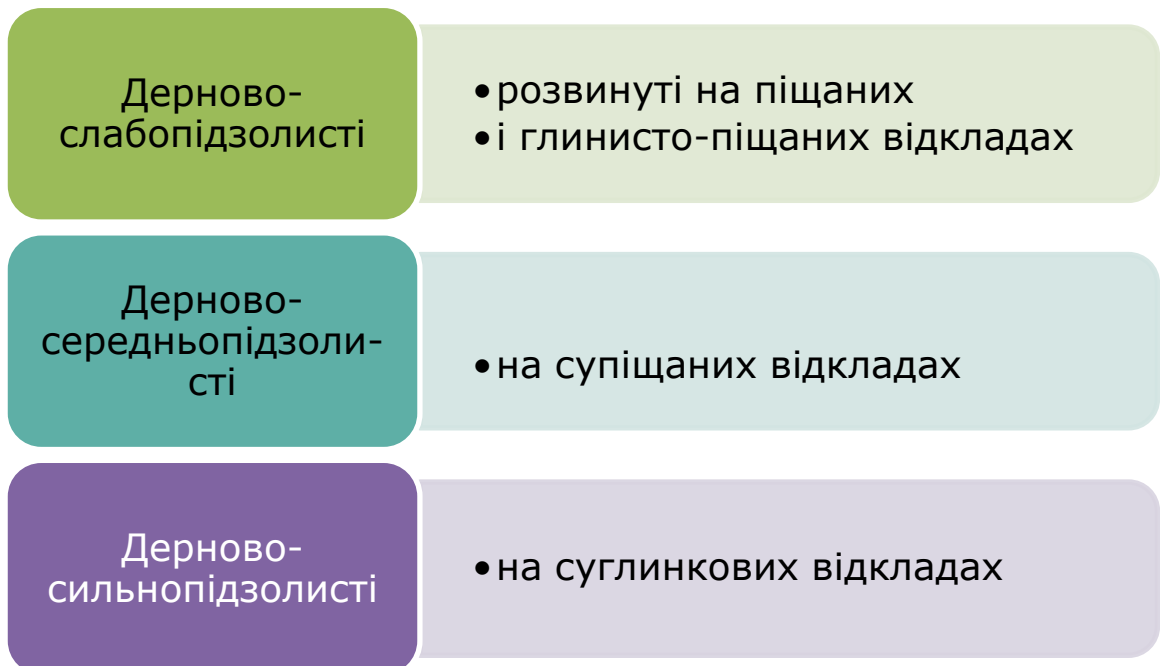 Дерново-
слабопідзолисті
•розвинуті на піщаних
•і глинисто-піщаних відкладах
Дерново-
середньопідзоли-
сті
•на супіщаних відкладах
Дерново-
сильнопідзолисті
•на суглинкових відкладах